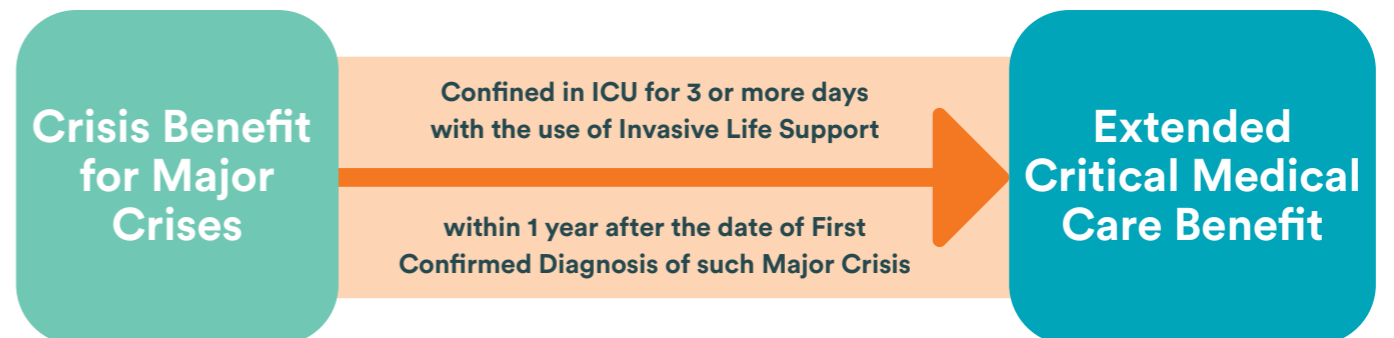 Crisis Benefit
for Major
Crises
Confined in ICU for 3 or more days
with the use of Invasive Life Support
within 1 year after the date of First
Confirmed Diagnosis of such Major Crisis
Extended
Critical Medical
Care Benefit